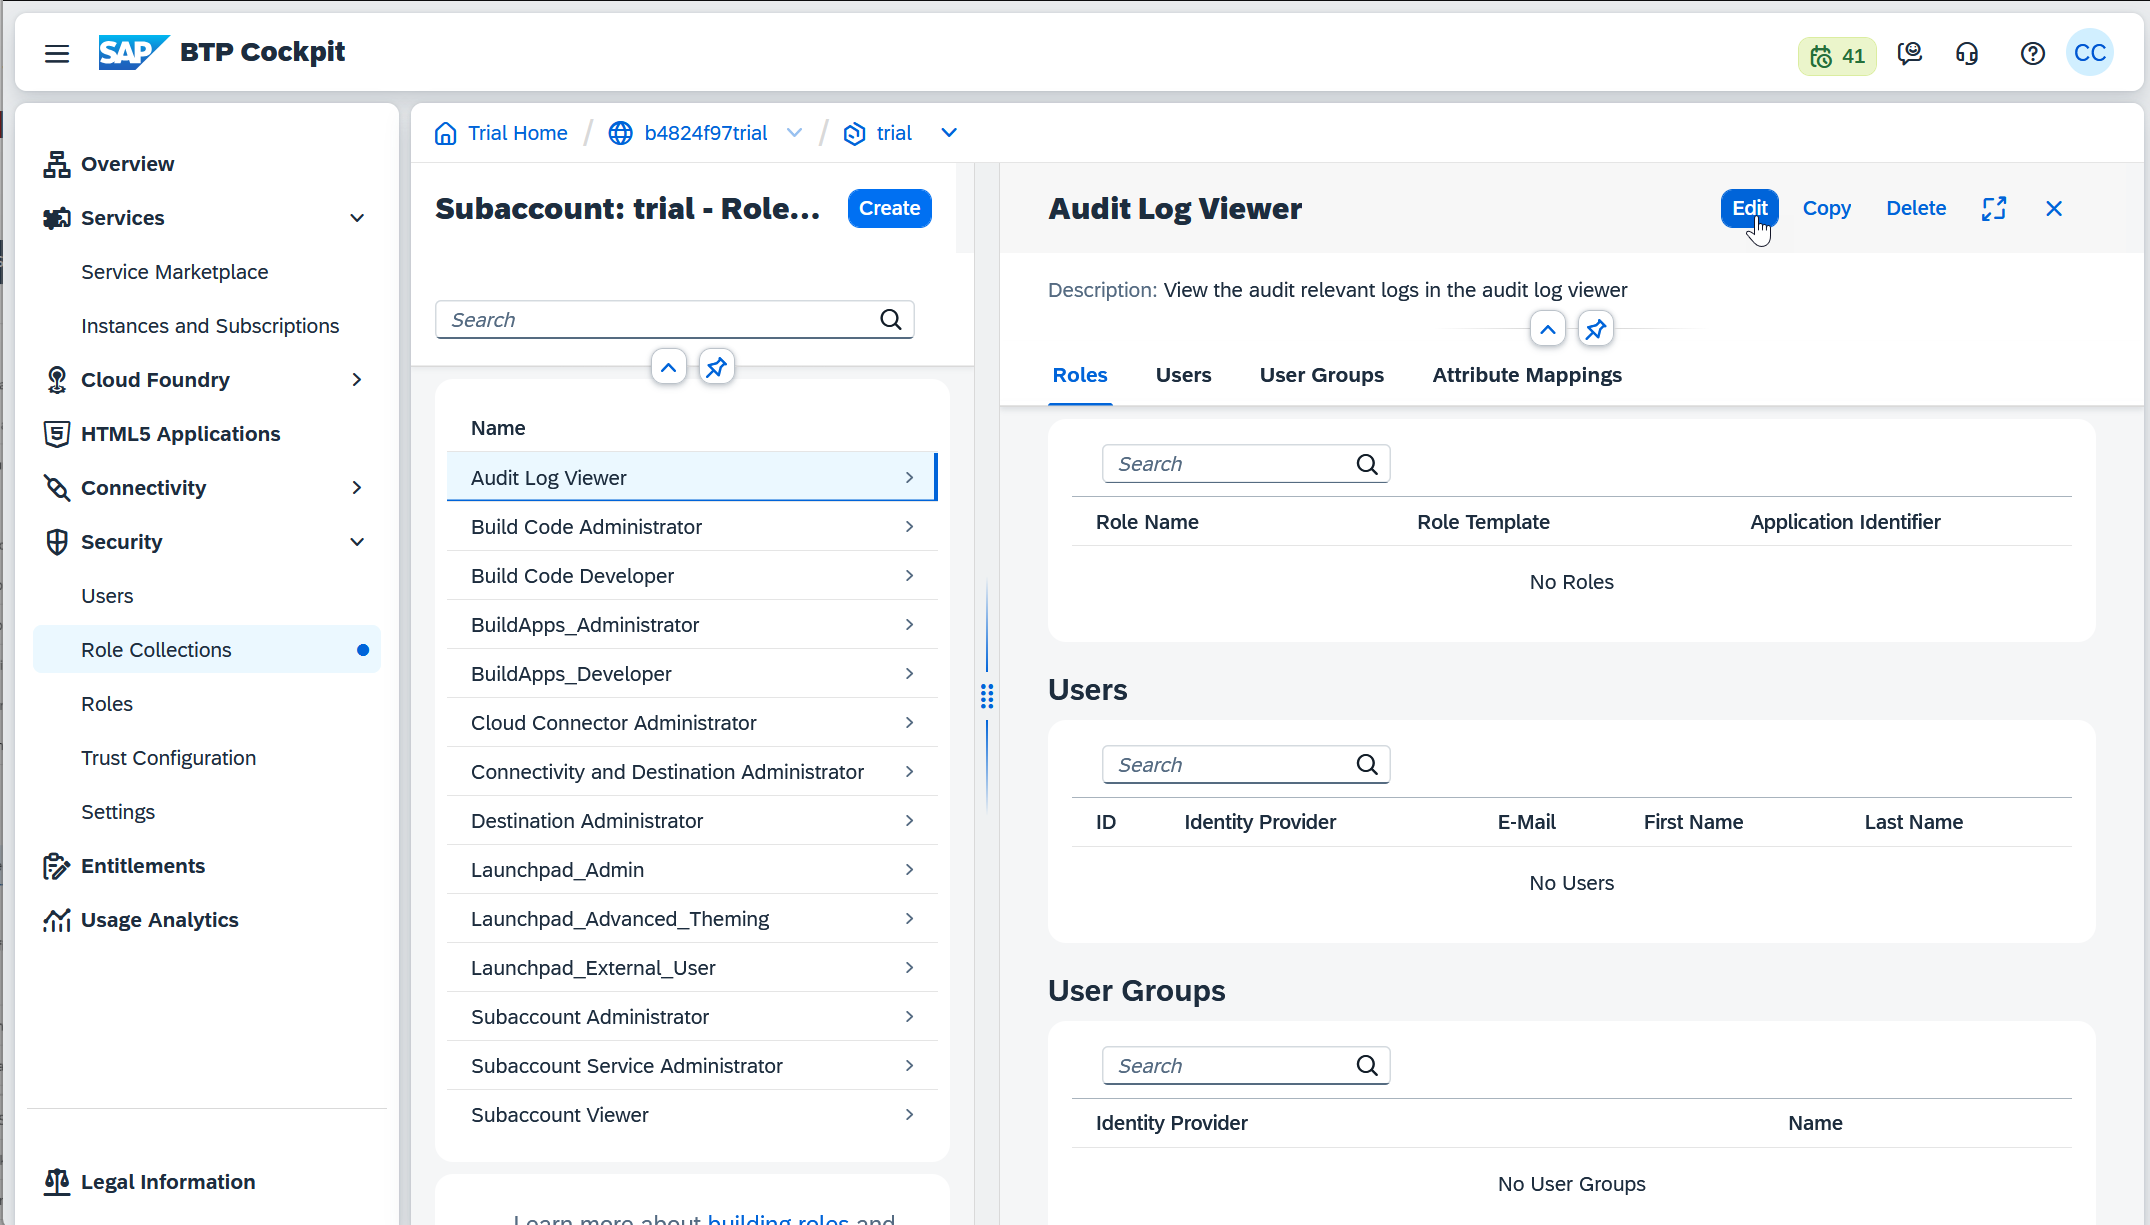 SAP BTP Cockpit
41
CC
Overview
Services
Service Marketplace
Instances and Subscriptions
Cloud Foundry
HTML5 Applications
Connectivity
Security
Users
Role Collections
Roles
Trust Configuration
Settings
Entitlements
Usage Analytics
Legal Information
Trial Home / b4824f97trial / trial
Subaccount: trial - Role...
Create
Search
Name
Audit Log Viewer
Build Code Administrator
Build Code Developer
BuildApps_Administrator
BuildApps_Developer
Cloud Connector Administrator
Connectivity and Destination Administrator
Destination Administrator
Launchpad_Admin
Launchpad_Advanced_Theming
Launchpad_External_User
Subaccount Administrator
Subaccount Service Administrator
Subaccount Viewer
Learn more about building roles and
Audit Log Viewer
Edit Copy Delete
Description: View the audit relevant logs in the audit log viewer
Roles Users User Groups Attribute Mappings
Search
Role Name Role Template Application Identifier
No Roles
Users
Search
ID Identity Provider E-Mail First Name Last Name
No Users
User Groups
Search
Identity Provider Name
No User Groups